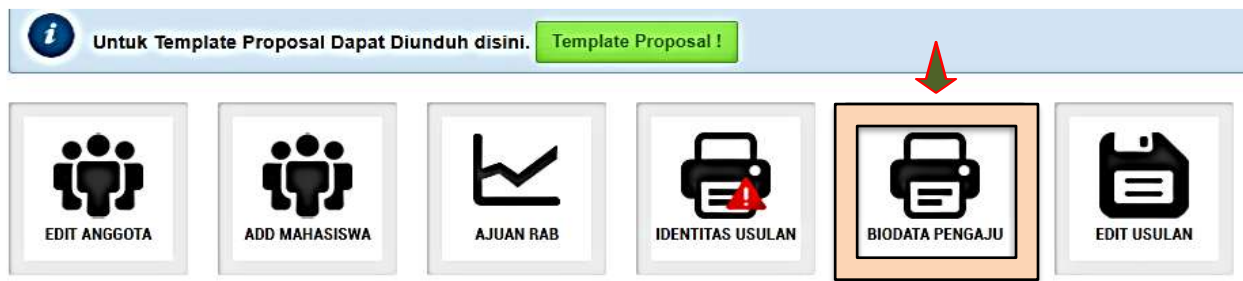 Untuk Template Proposal Dapat Diunduh disini. Template Proposal !
EDIT ANGGOTA
ADD MAHASISWA
AJUAN RAB
IDENTITAS USULAN
BIODATA PENGAJU
EDIT USULAN